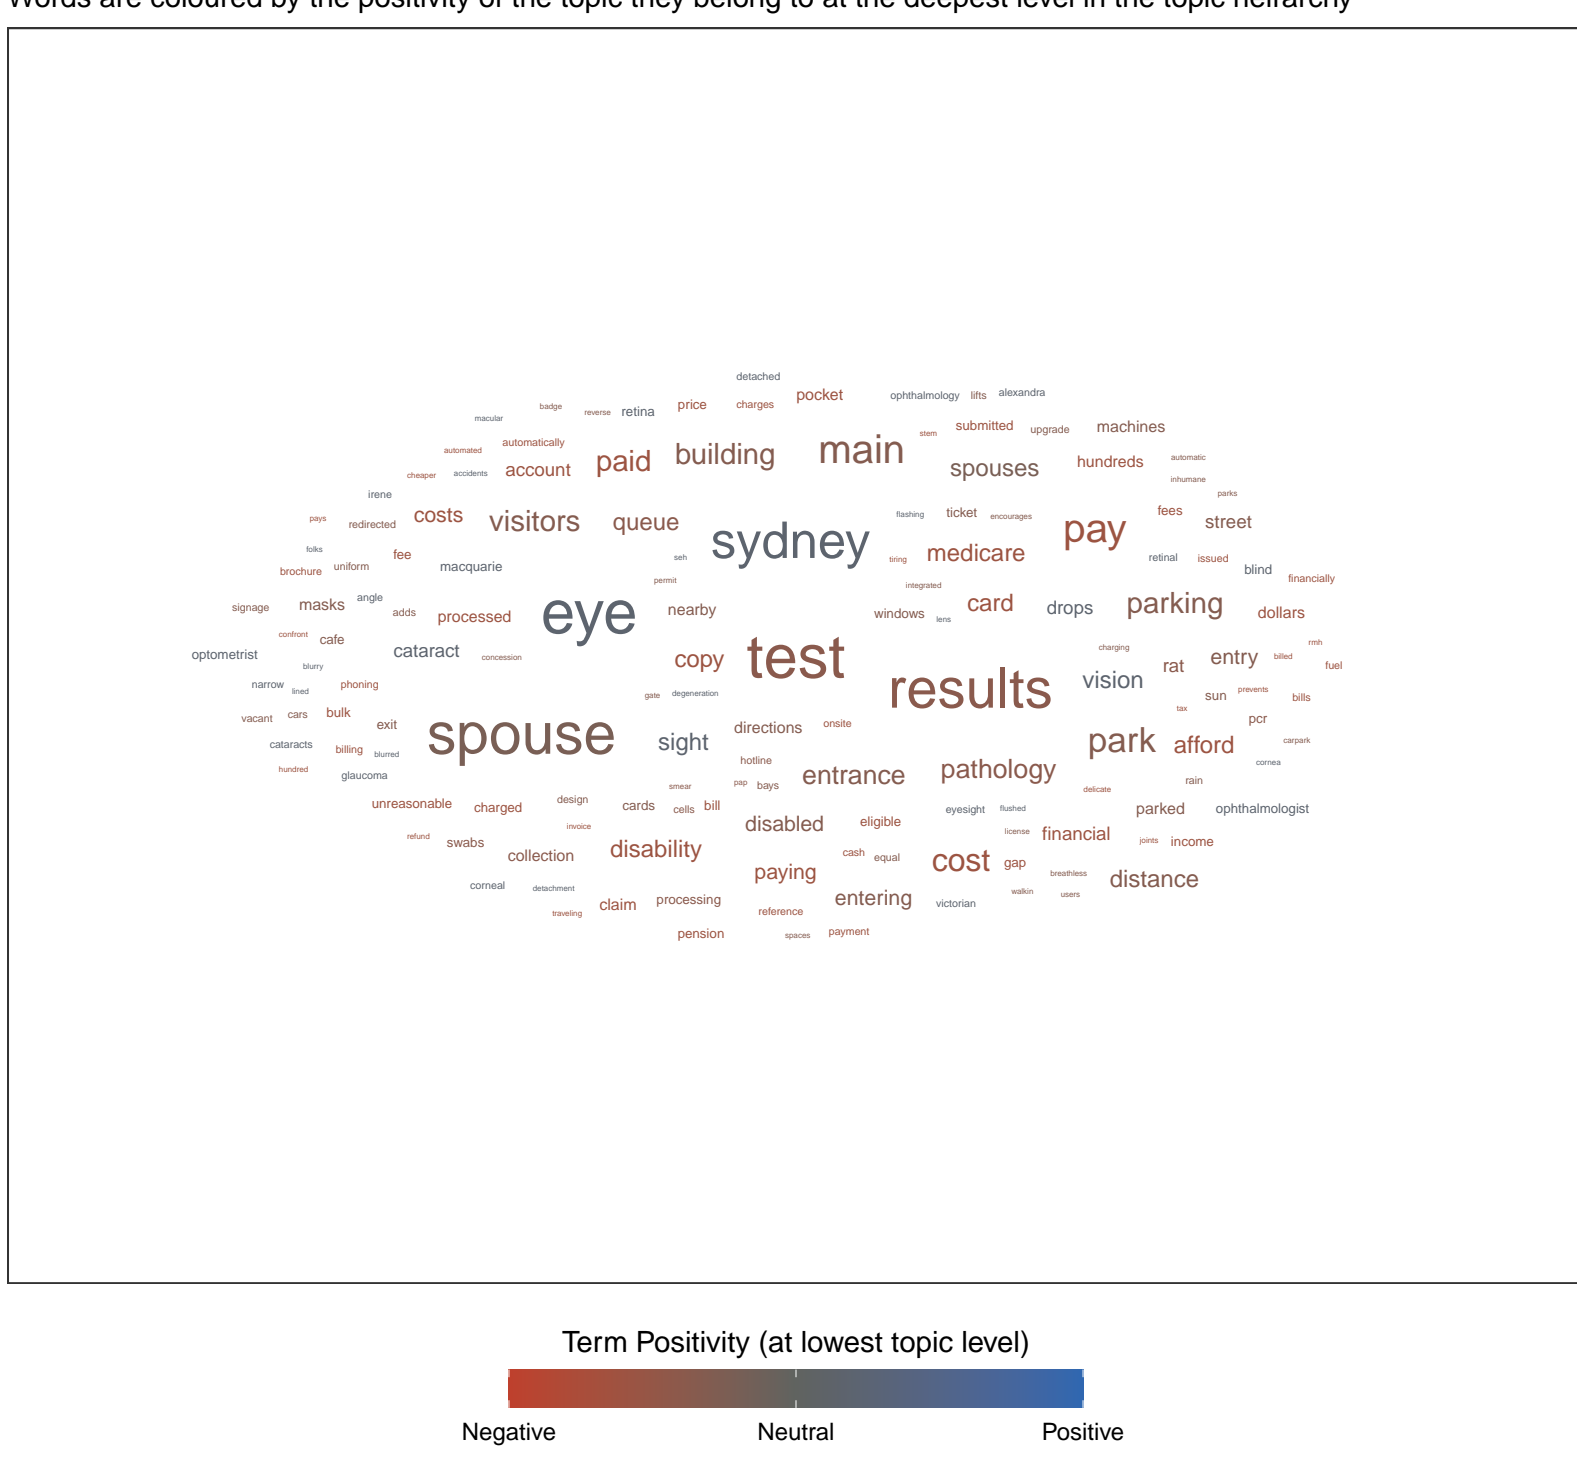 Words are coloured by the positivity of the topic they belong to at the deepest level in the topic heirarchy
detached
pocket ophthalmology lifts alexandra
badge reverse retina price charges
macular
automatically stem submitted upgrade machines
automated paid building main
cheaper accidents account spouses hundreds automatic
inhumane
irene parks
pays redirected costs visitors queue sydney flashing ticket encourages pay fees street
folks fee macquarie seh tiring medicare retinal issued blind
brochure uniform permit integrated financially
signage masks angle adds processed eye nearby windows lens card drops parking dollars
confront cafe
optometrist cataract concession copy test charging rat entry billed rmh
blurry fuel
narrow lined phoning gate degeneration results vision sun prevents bills
vacant cars bulk exit tax pcr
spouse sight directions onsite park afford carpark
cataracts billing blurred
hundred glaucoma hotline entrance pathology cornea
smear pap bays delicate rain
unreasonable charged design cards cells bill eyesight flushed parked ophthalmologist
refund swabs invoice disabled eligible license financial joints income
collection disability cash equal cost gap
corneal detachment paying breathless distance
traveling claim processing reference entering victorian walkin users
pension spaces payment
Term Positivity (at lowest topic level)
Negative Neutral Positive